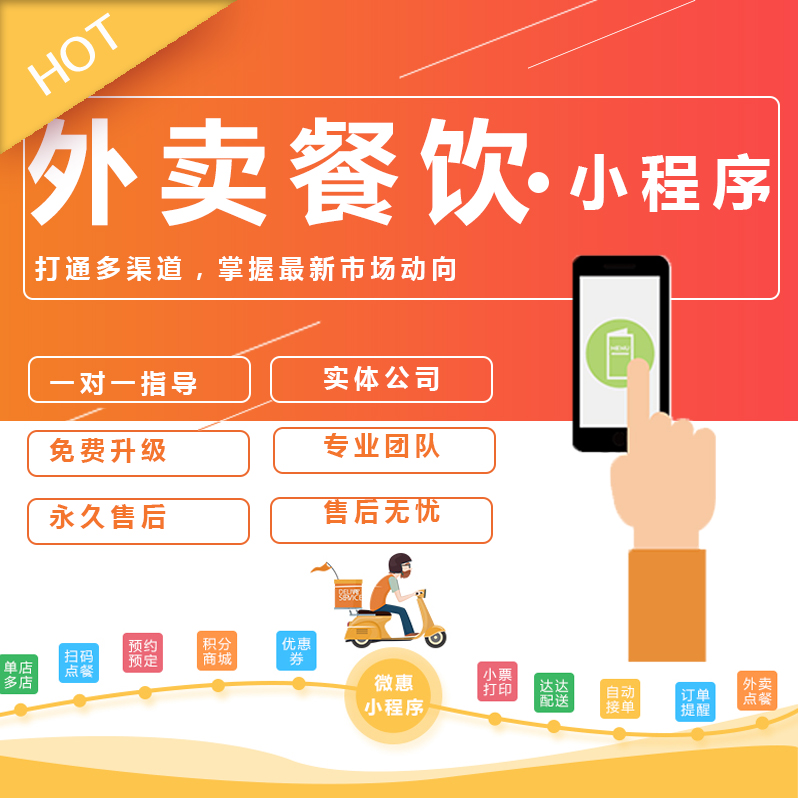 HOT
外卖餐饮·小程序
打通多渠道，掌握最新市场动向
MENU
一对一指导
实体公司
免费升级
专业团队
永久售后
售后无忧
DELIVERY
SERVICE
单店
多店
扫码
点餐
预约
预定
积分
商城
优惠
券
微惠
小程序
小票
打印
达达
配送
自动
接单
订单
提醒
外卖
点餐